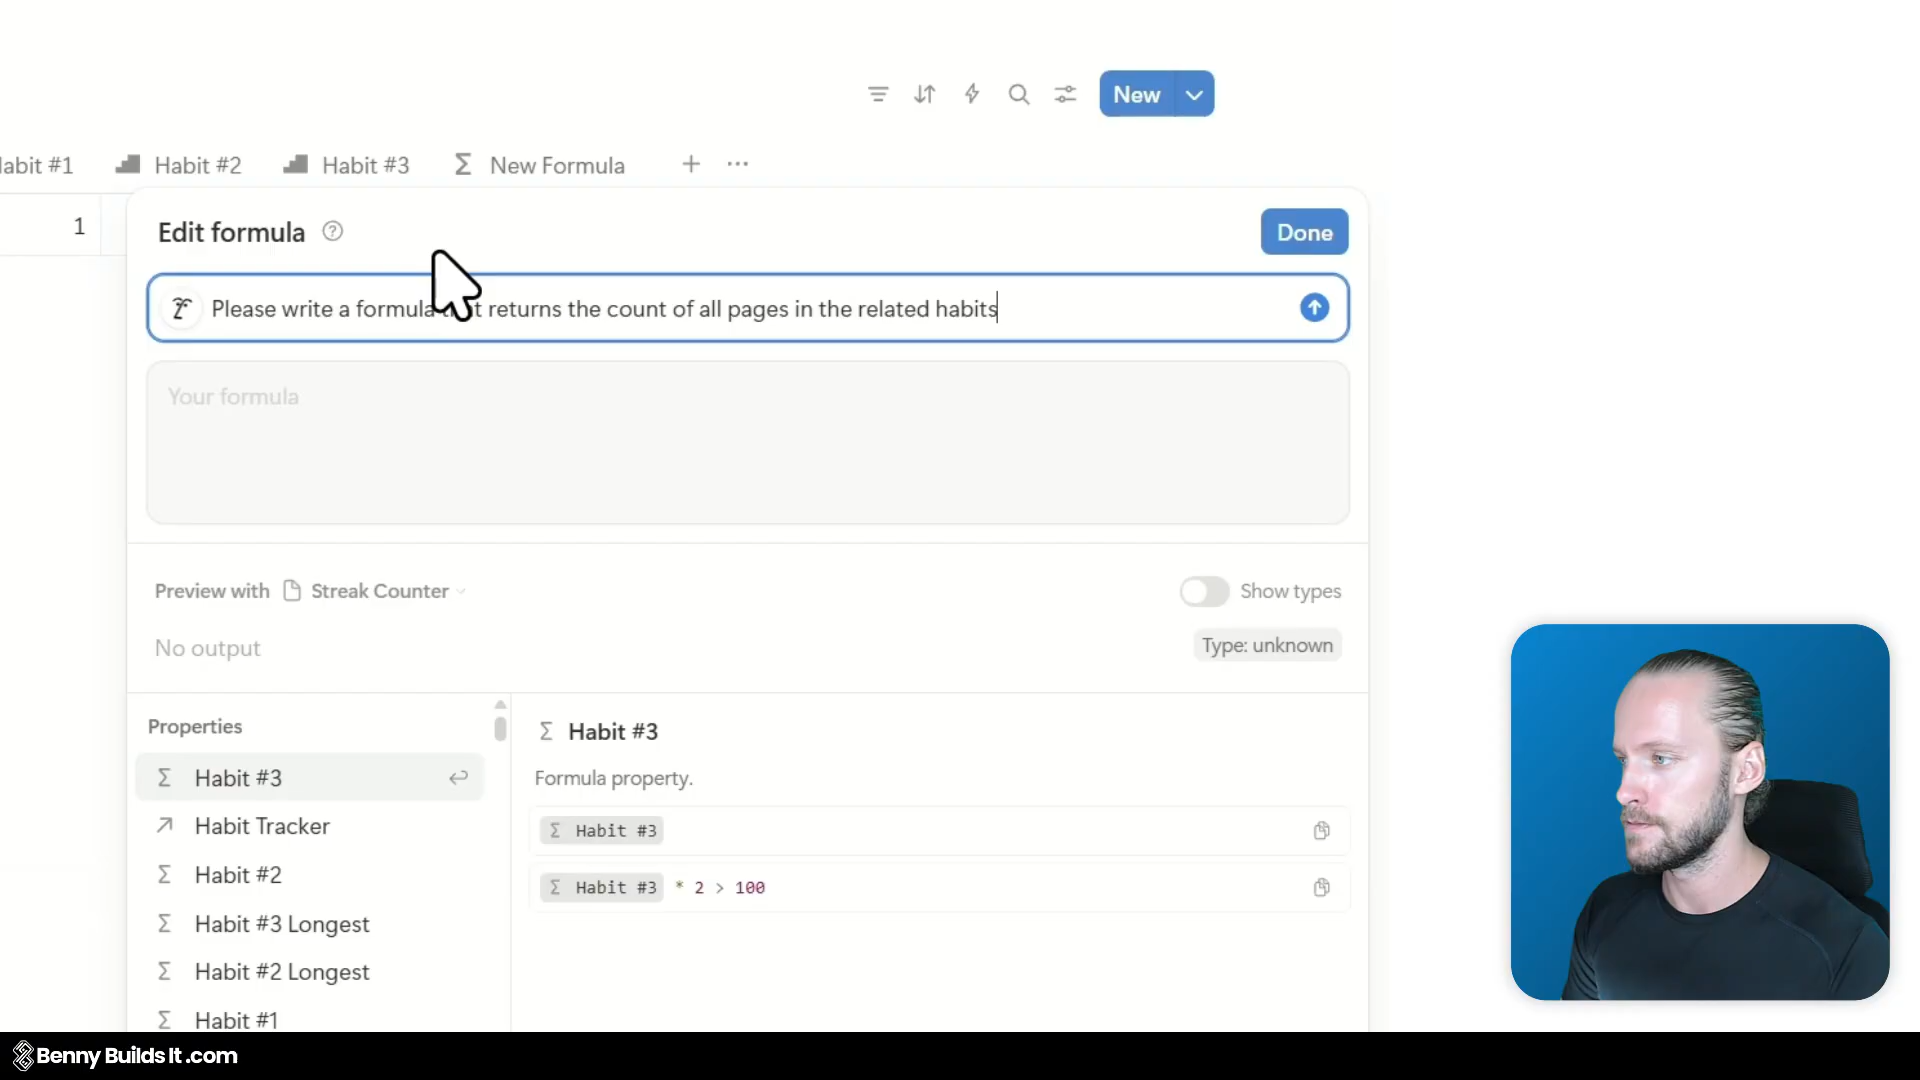 New
Habit #1
Habit #2
Habit #3
New Formula
1
Edit formula
Done
Please write a formula that returns the count of all pages in the related habits
Your formula
Preview with Streak Counter
Show types
No output
Type: unknown
Properties
Habit #3
Habit Tracker
Habit #2
Habit #3 Longest
Habit #2 Longest
Habit #1
Habit #3
Formula property.
Habit #3
Habit #3 * 2 > 100
Benny Builds It .com